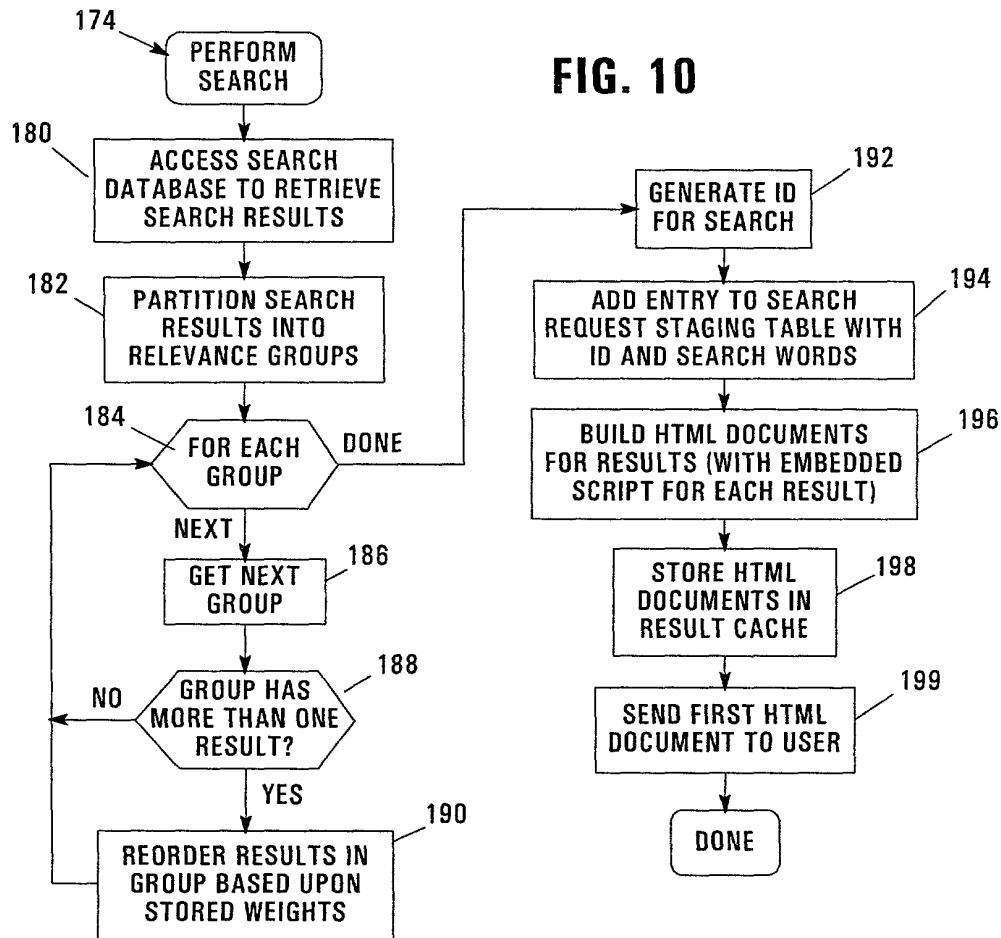 174
PERFORM
SEARCH
FIG. 10
180
ACCESS SEARCH
DATABASE TO RETRIEVE
SEARCH RESULTS
182
PARTITION SEARCH
RESULTS INTO
RELEVANCE GROUPS
184
FOR EACH
GROUP
DONE
NEXT
GET NEXT
GROUP
186
188
GROUP HAS
MORE THAN ONE
RESULT?
NO
YES
190
REORDER RESULTS IN
GROUP BASED UPON
STORED WEIGHTS
192
GENERATE ID
FOR SEARCH
194
ADD ENTRY TO SEARCH
REQUEST STAGING TABLE WITH
ID AND SEARCH WORDS
196
BUILD HTML DOCUMENTS
FOR RESULTS (WITH EMBEDDED
SCRIPT FOR EACH RESULT)
198
STORE HTML
DOCUMENTS IN
RESULT CACHE
199
SEND FIRST HTML
DOCUMENT TO USER
DONE